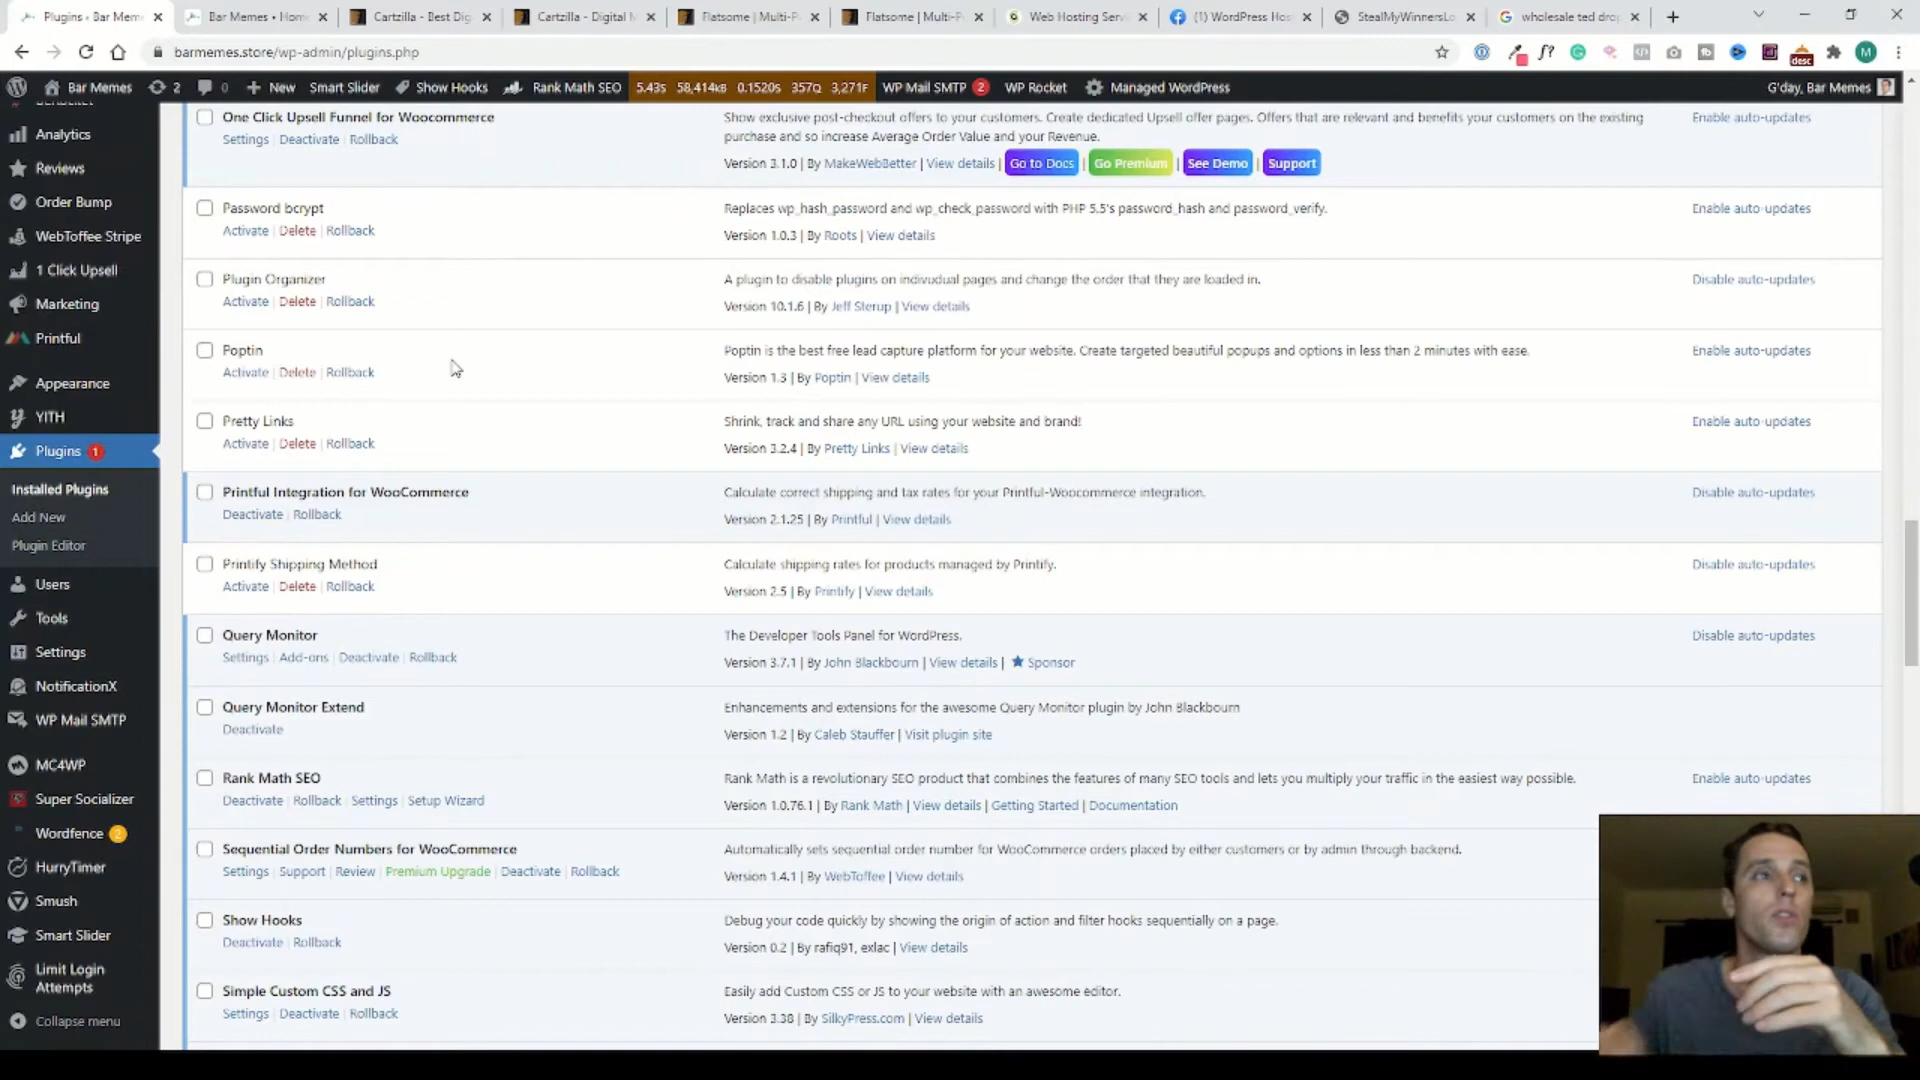 Plugins • Bar Meme
Bar Memes • Home
Cartzilla - Best Dig
Cartzilla - Digital M
Flatsome | Multi-P
Flatsome | Multi-P
Web Hosting Serv
(1) WordPress Hos
StealMyWinnersLo
wholesale ted drop
barmemes.store/wp-admin/plugins.php
desc
M
Bar Memes
2
0
New
Smart Slider
Show Hooks
Rank Math SEO
5.43s 58,414kB 0.1520s 357Q 3,271F
WP Mail SMTP 2
WP Rocket
Managed WordPress
G'day, Bar Memes
Analytics
Reviews
Order Bump
WebToffee Stripe
1 Click Upsell
Marketing
Printful
Appearance
YITH
Plugins 1
Installed Plugins
Add New
Plugin Editor
Users
Tools
Settings
NotificationX
WP Mail SMTP
MC4WP
Super Socializer
Wordfence 2
HurryTimer
Smush
Smart Slider
Limit Login
Attempts
Collapse menu
One Click Upsell Funnel for Woocommerce
Settings | Deactivate | Rollback
Show exclusive post-checkout offers to your customers. Create dedicated Upsell offer pages. Offers that are relevant and benefits your customers on the existing
purchase and so increase Average Order Value and your Revenue.
Version 3.1.0 | By MakeWebBetter | View details | Go to Docs | Go Premium | See Demo | Support
Enable auto-updates
Password bcrypt
Activate | Delete | Rollback
Replaces wp_hash_password and wp_check_password with PHP 5.5's password_hash and password_verify.
Version 1.0.3 | By Roots | View details
Enable auto-updates
Plugin Organizer
Activate | Delete | Rollback
A plugin to disable plugins on indivudual pages and change the order that they are loaded in.
Version 10.1.6 | By Jeff Sterup | View details
Disable auto-updates
Poptin
Activate | Delete | Rollback
Poptin is the best free lead capture platform for your website. Create targeted beautiful popups and options in less than 2 minutes with ease.
Version 1.3 | By Poptin | View details
Enable auto-updates
Pretty Links
Activate | Delete | Rollback
Shrink, track and share any URL using your website and brand!
Version 3.2.4 | By Pretty Links | View details
Enable auto-updates
Printful Integration for WooCommerce
Deactivate | Rollback
Calculate correct shipping and tax rates for your Printful-Woocommerce integration.
Version 2.1.25 | By Printful | View details
Disable auto-updates
Printify Shipping Method
Activate | Delete | Rollback
Calculate shipping rates for products managed by Printify.
Version 2.5 | By Printify | View details
Disable auto-updates
Query Monitor
Settings | Add-ons | Deactivate | Rollback
The Developer Tools Panel for WordPress.
Version 3.7.1 | By John Blackbourn | View details | Sponsor
Disable auto-updates
Query Monitor Extend
Deactivate
Enhancements and extensions for the awesome Query Monitor plugin by John Blackbourn
Version 1.2 | By Caleb Stauffer | Visit plugin site
Rank Math SEO
Deactivate | Rollback | Settings | Setup Wizard
Rank Math is a revolutionary SEO product that combines the features of many SEO tools and lets you multiply your traffic in the easiest way possible.
Version 1.0.76.1 | By Rank Math | View details | Getting Started | Documentation
Enable auto-updates
Sequential Order Numbers for WooCommerce
Settings | Support | Review | Premium Upgrade | Deactivate | Rollback
Automatically sets sequential order number for WooCommerce orders placed by either customers or by admin through backend.
Version 1.4.1 | By WebToffee | View details
Show Hooks
Deactivate | Rollback
Debug your code quickly by showing the origin of action and filter hooks sequentially on a page.
Version 0.2 | By rafiq91, exlac | View details
Simple Custom CSS and JS
Settings | Deactivate | Rollback
Easily add Custom CSS or JS to your website with an awesome editor.
Version 3.38 | By SilkyPress.com | View details